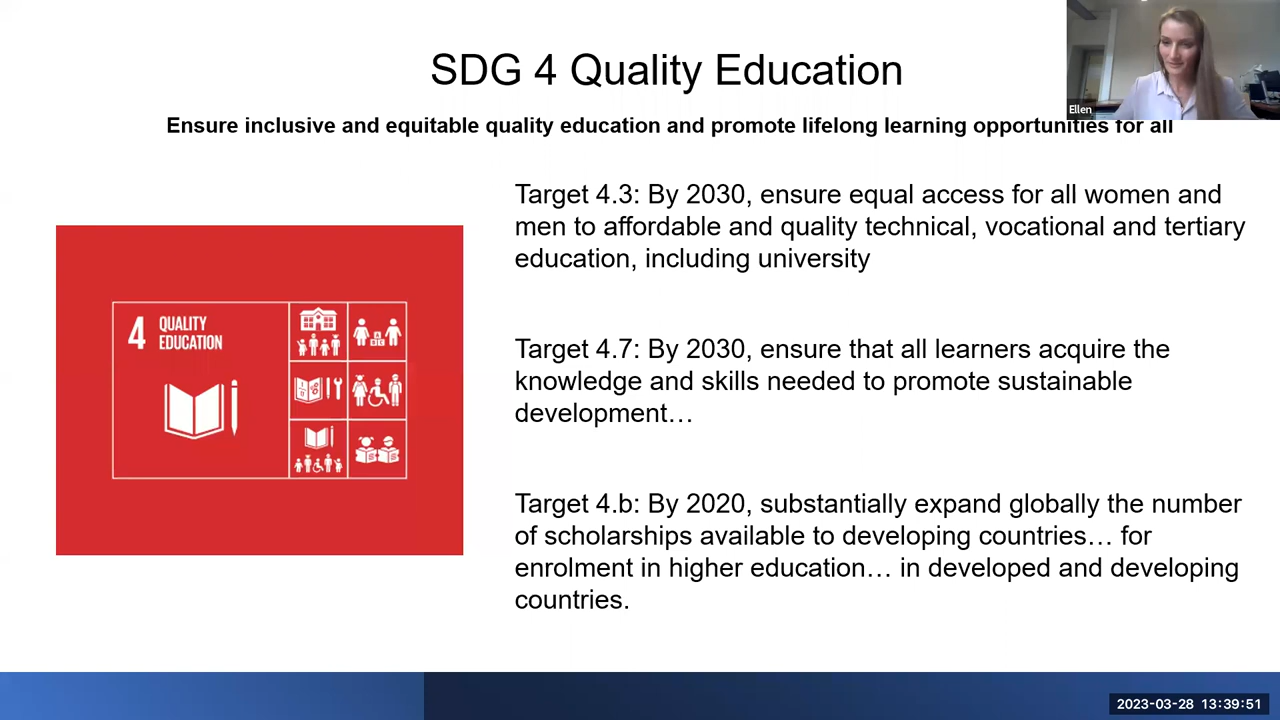 SDG 4 Quality Education
Ellen
Ensure inclusive and equitable quality education and promote lifelong learning opportunities for all
Target 4.3: By 2030, ensure equal access for all women and
men to affordable and quality technical, vocational and tertiary
education, including university
4 QUALITY
EDUCATION
Target 4.7: By 2030, ensure that all learners acquire the
knowledge and skills needed to promote sustainable
development…
Target 4.b: By 2020, substantially expand globally the number
of scholarships available to developing countries… for
enrolment in higher education… in developed and developing
countries.
2023-03-28 13:39:51